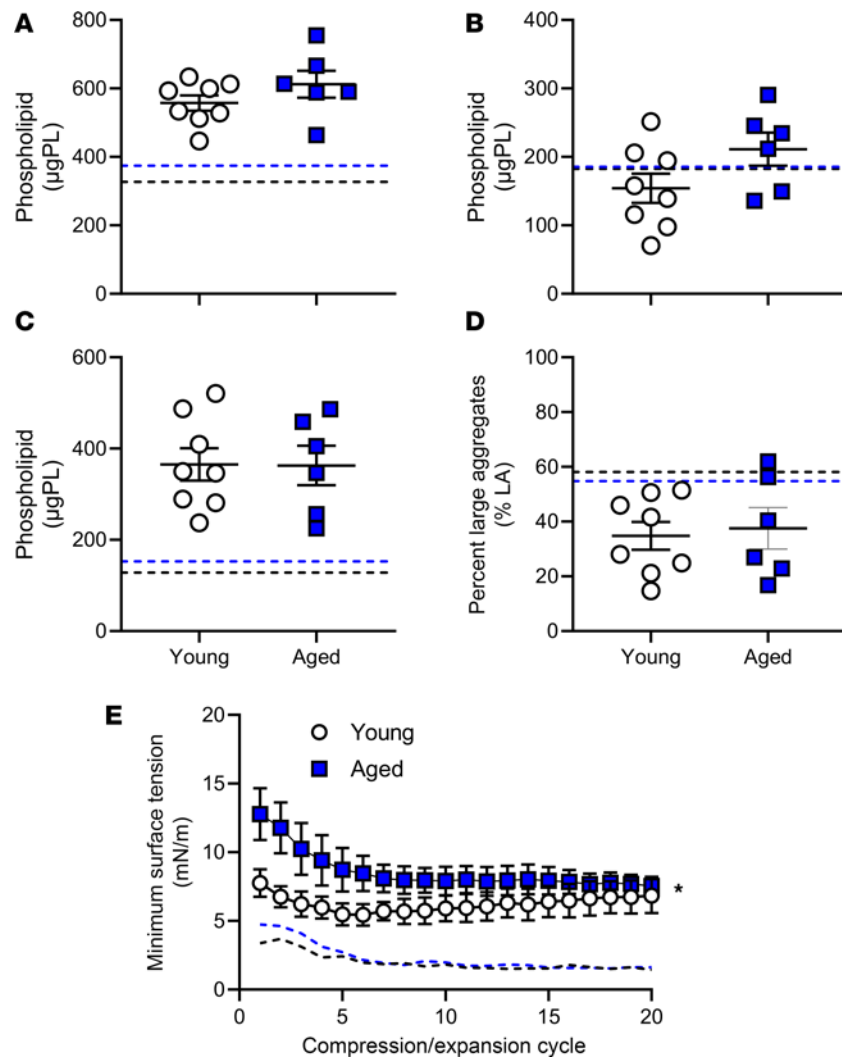 A
Phospholipid
(µgPL)
800
600
400
200
0
B
Phospholipid
(µgPL)
400
300
200
100
0
C
Phospholipid
(µgPL)
600
400
200
0
Young
Aged
D
Percent large aggregates
(% LA)
100
80
60
40
20
0
Young
Aged
E
Minimum surface tension
(mN/m)
20
15
10
5
0
Young
Aged
*
0
5
10
15
20
Compression/expansion cycle